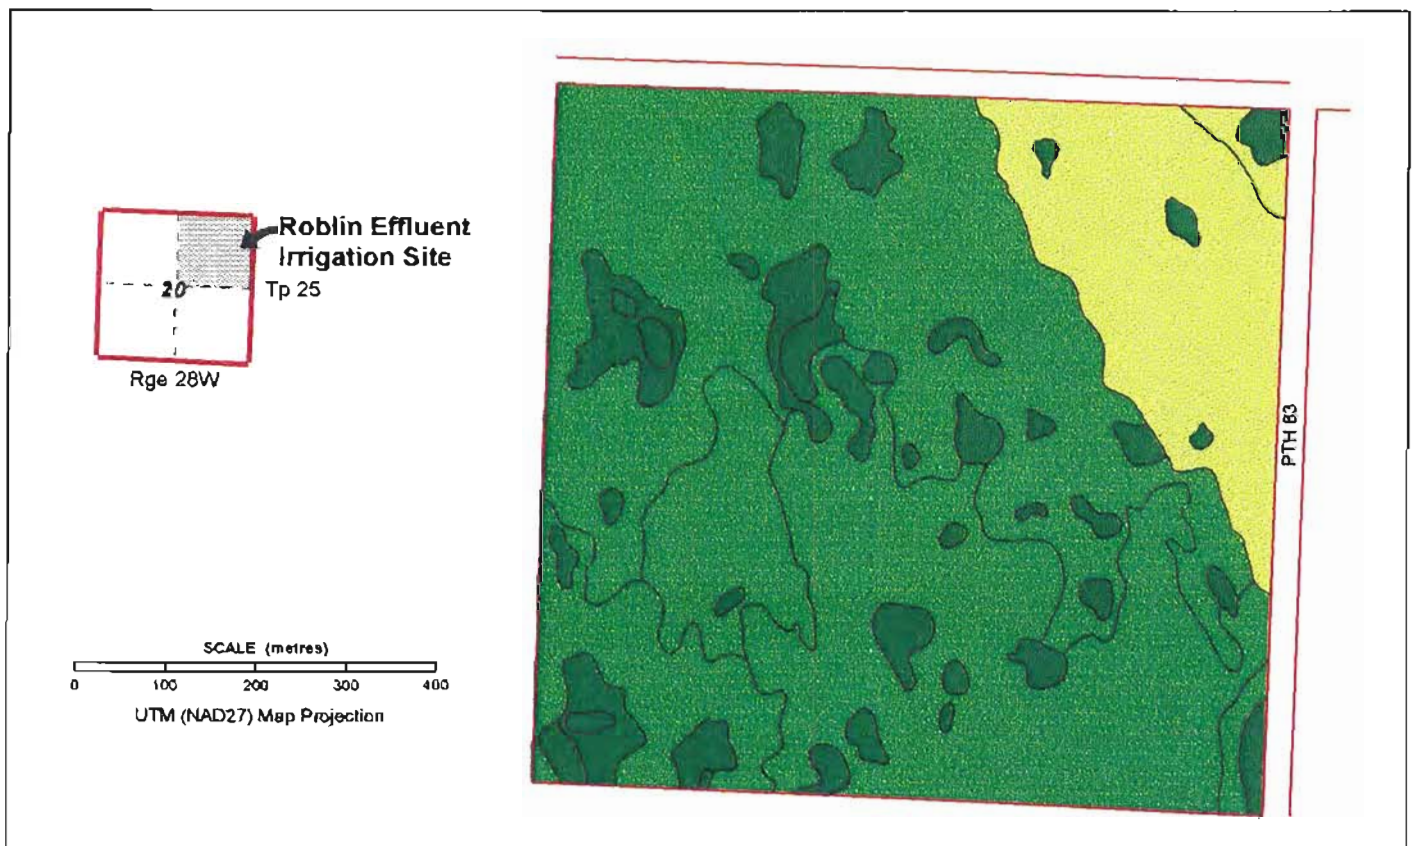 Roblin Effluent
Irrigation Site
20
Tp 25
Rge 28W
PTH 83
SCALE (metres)
0 100 200 300 400
UTM (NAD27) Map Projection